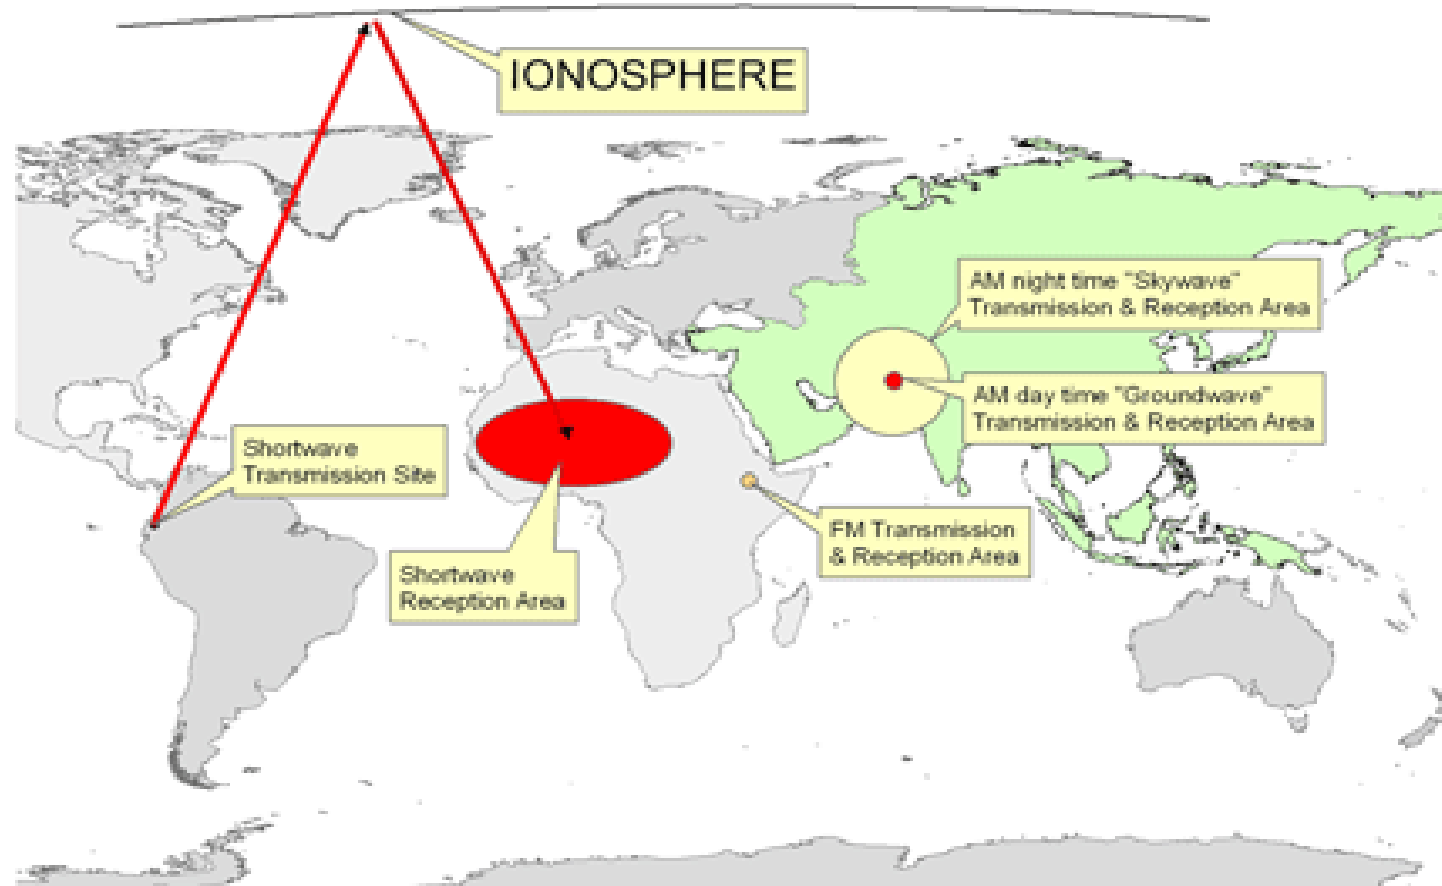 IONOSPHERE
AM night time "Skywave"
Transmission & Reception Area
AM day time "Groundwave"
Transmission & Reception Area
Shortwave
Transmission Site
FM Transmission
& Reception Area
Shortwave
Reception Area